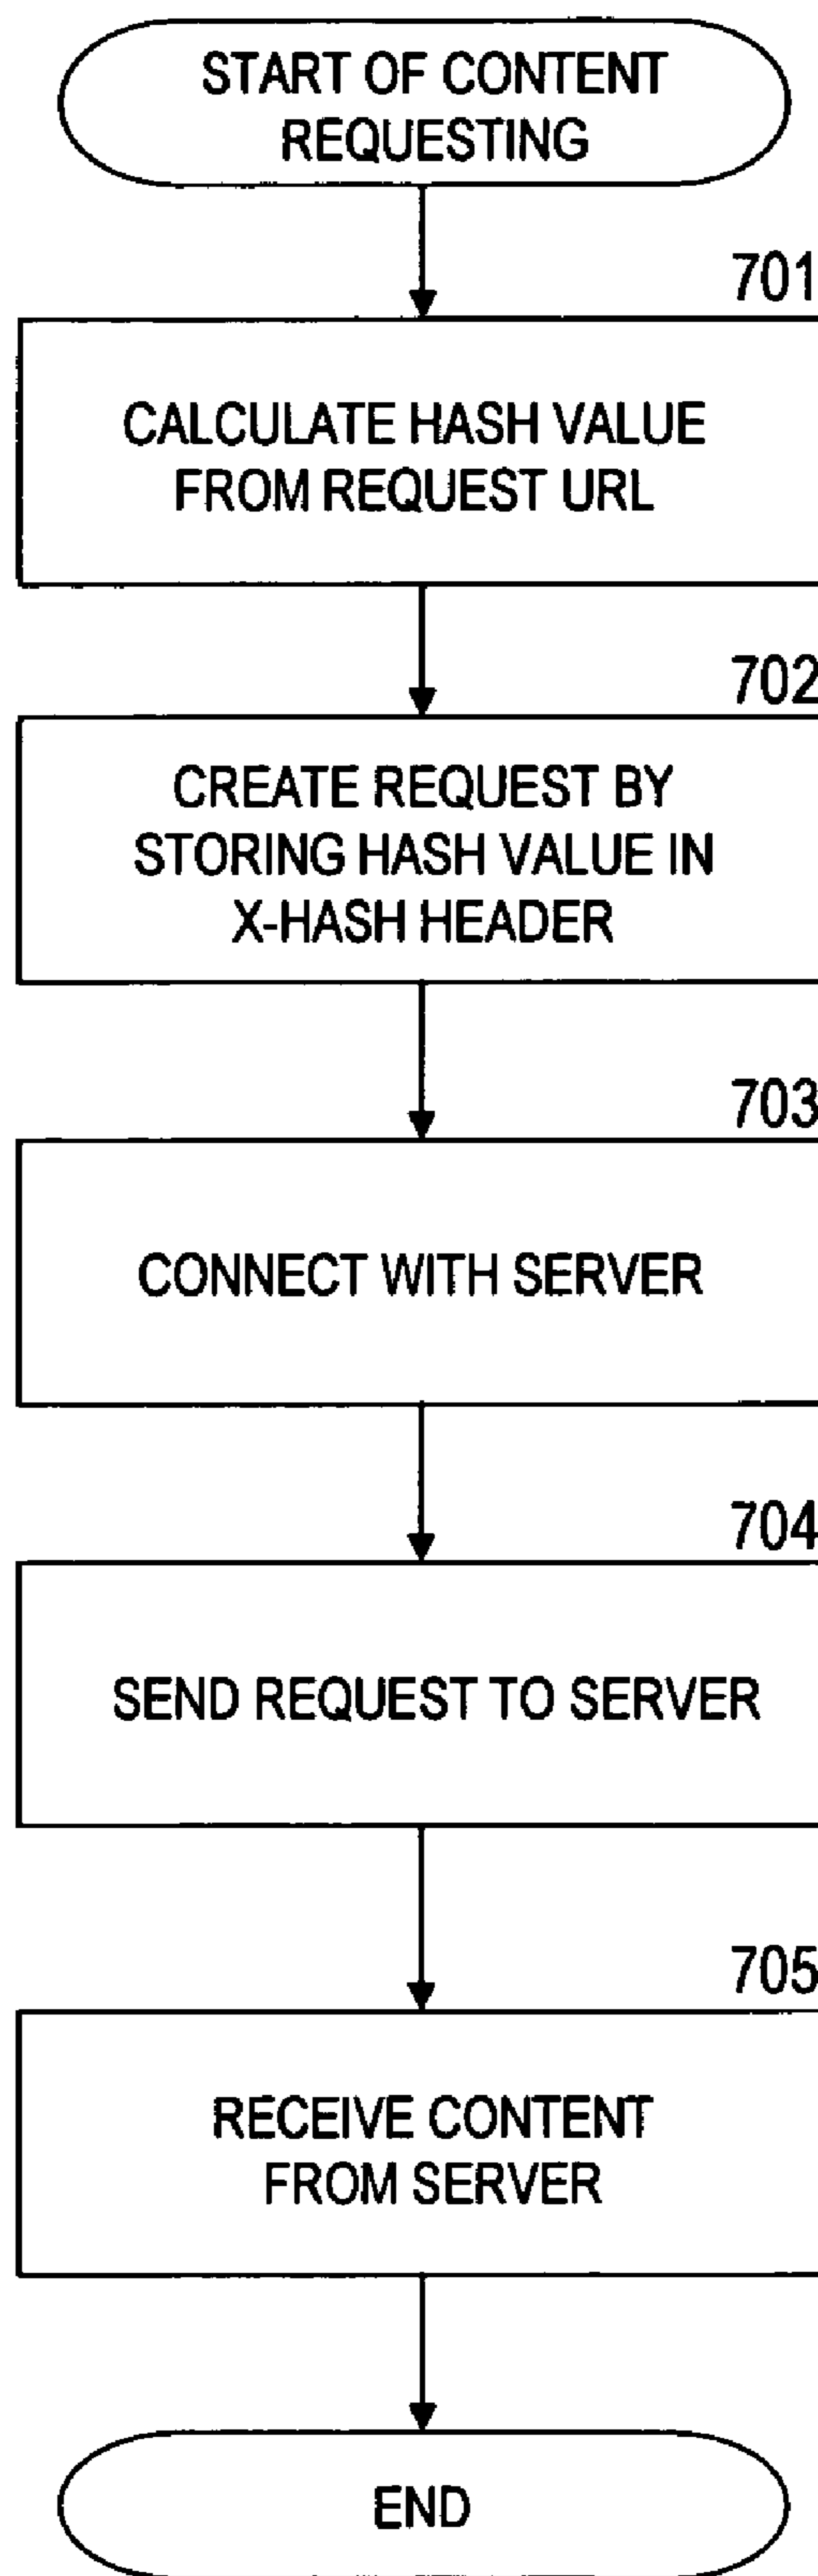 START OF CONTENT
REQUESTING
701
CALCULATE HASH VALUE
FROM REQUEST URL
702
CREATE REQUEST BY
STORING HASH VALUE IN
X-HASH HEADER
703
CONNECT WITH SERVER
704
SEND REQUEST TO SERVER
705
RECEIVE CONTENT
FROM SERVER
END